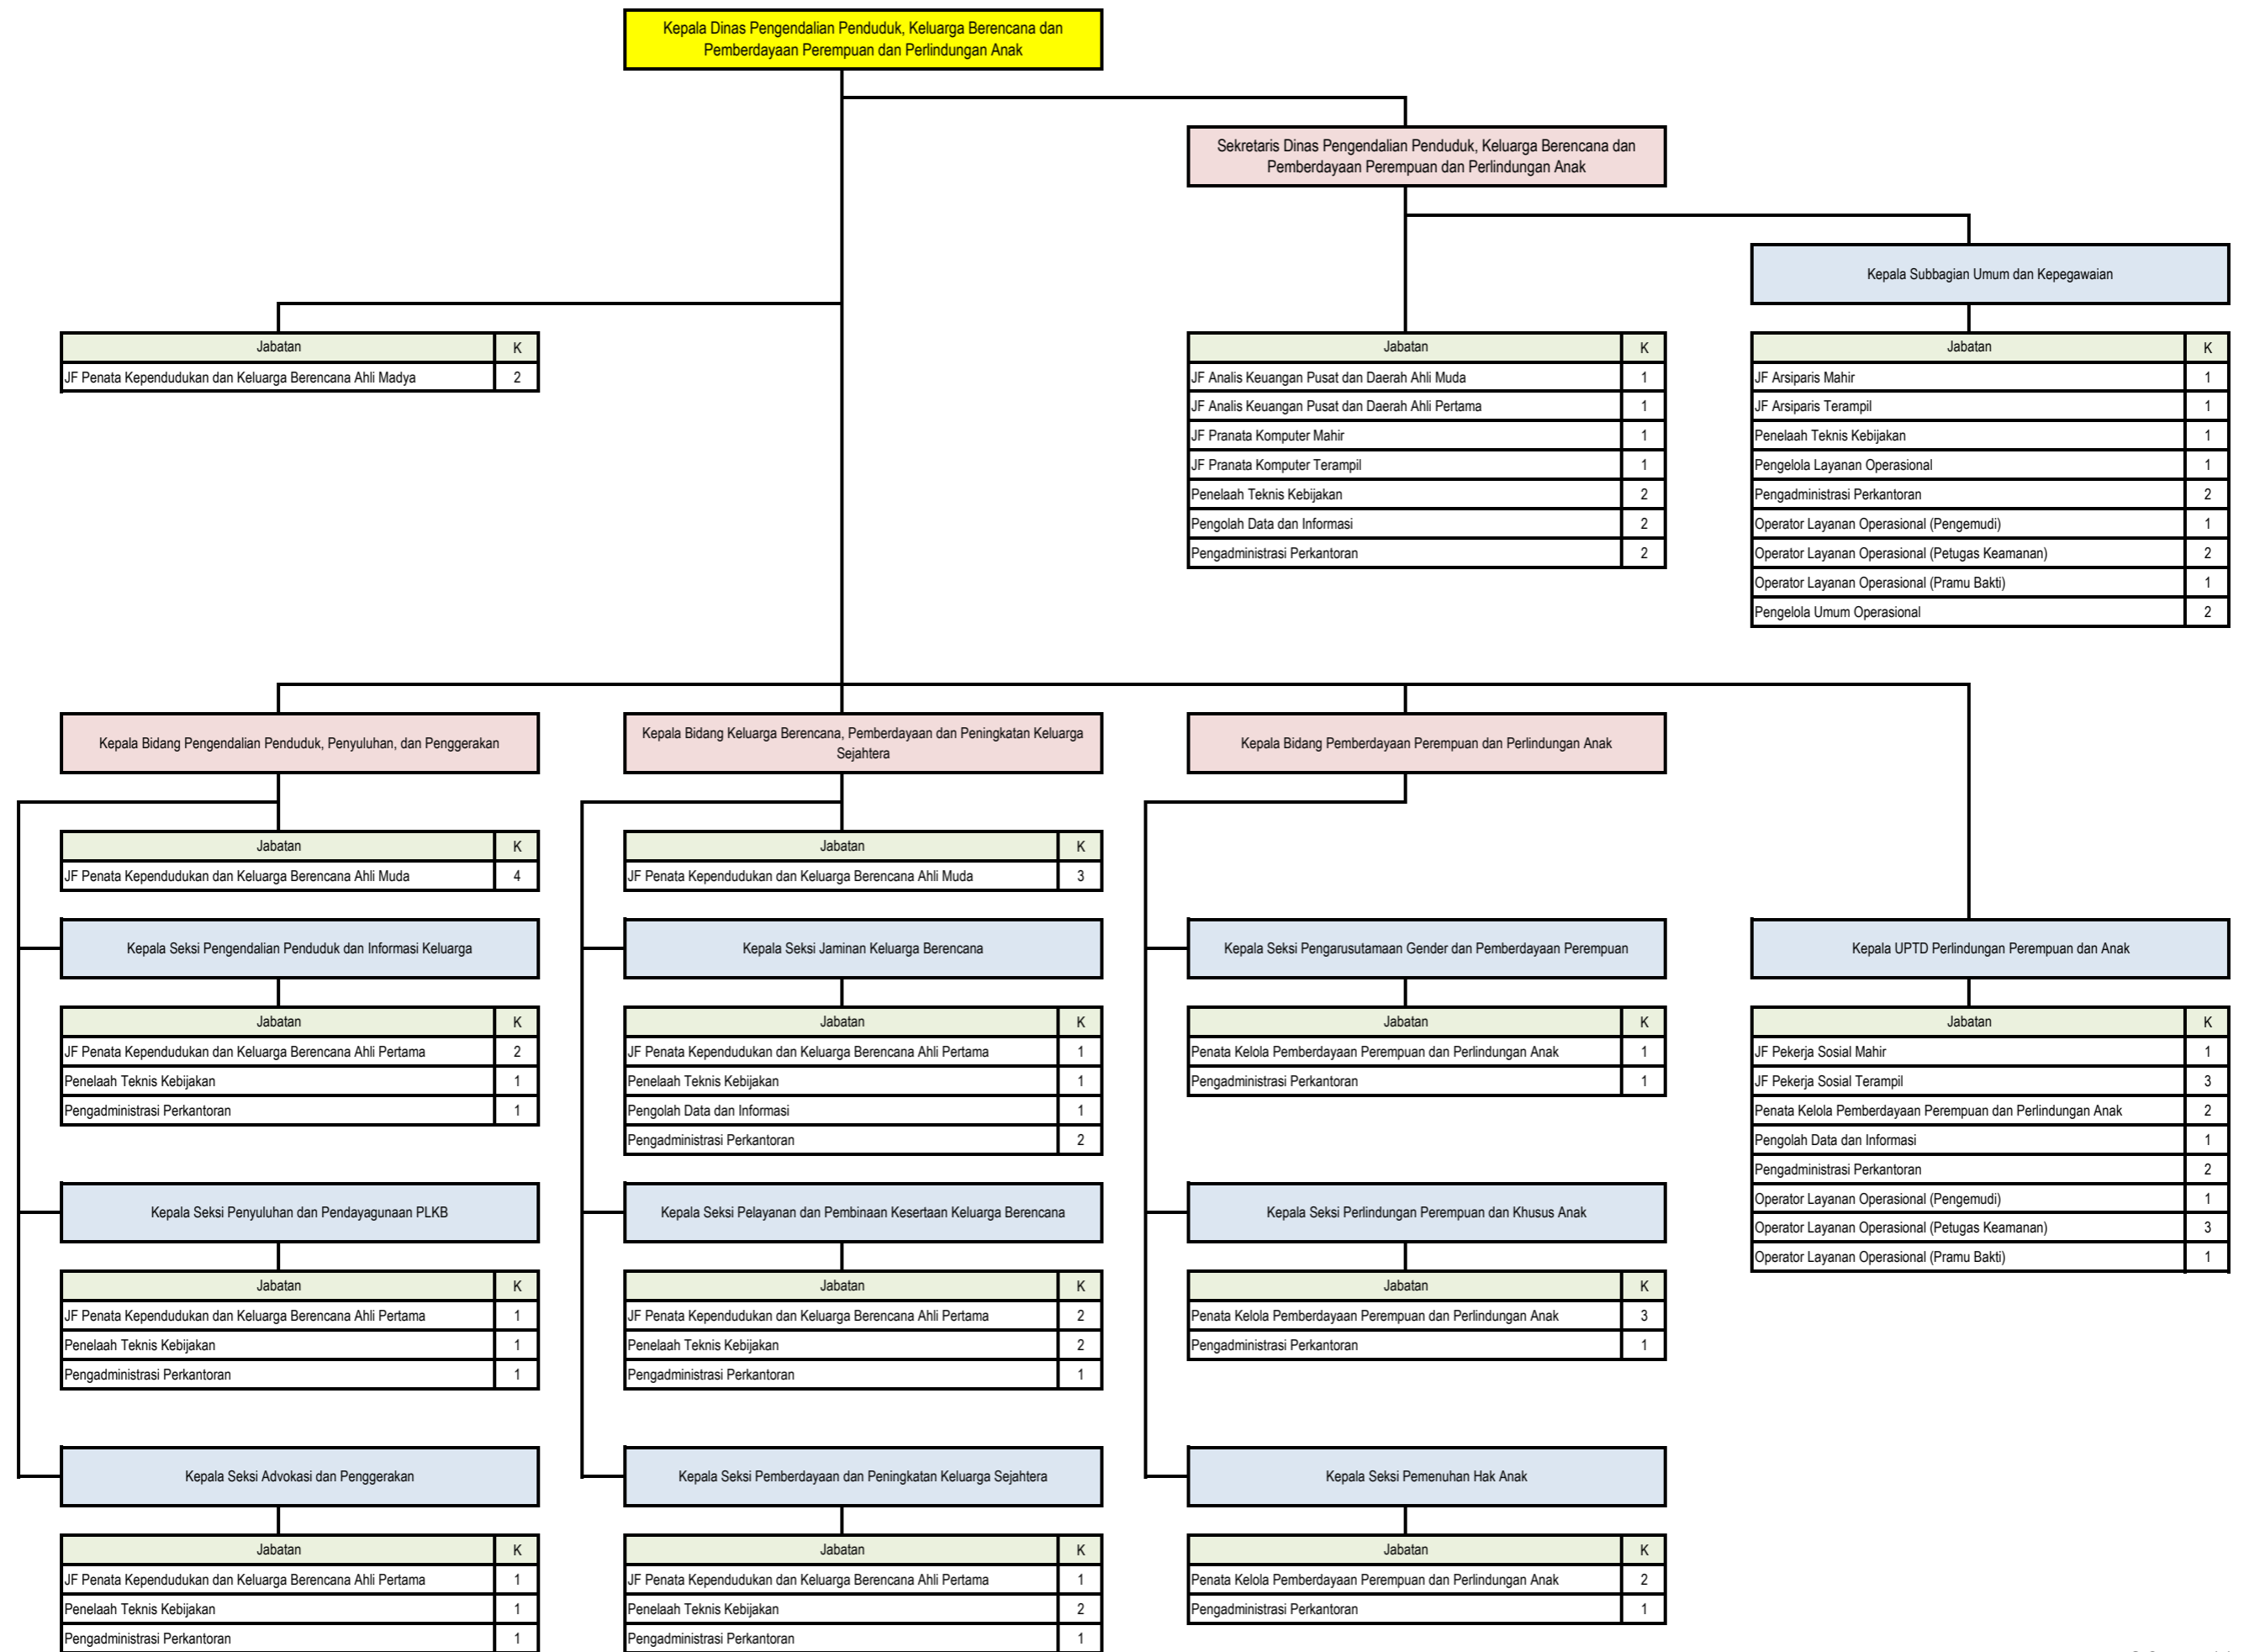 Kepala Dinas Pengendalian Penduduk, Keluarga Berencana dan
Pemberdayaan Perempuan dan Perlindungan Anak
Sekretaris Dinas Pengendalian Penduduk, Keluarga Berencana dan
Pemberdayaan Perempuan dan Perlindungan Anak
Kepala Subbagian Umum dan Kepegawaian
Jabatan K
JF Penata Kependudukan dan Keluarga Berencana Ahli Madya 2
Jabatan K
JF Analis Keuangan Pusat dan Daerah Ahli Muda 1
JF Analis Keuangan Pusat dan Daerah Ahli Pertama 1
JF Pranata Komputer Mahir 1
JF Pranata Komputer Terampil 1
Penelaah Teknis Kebijakan 2
Pengolah Data dan Informasi 2
Pengadministrasi Perkantoran 2
Jabatan K
JF Arsiparis Mahir 1
JF Arsiparis Terampil 1
Penelaah Teknis Kebijakan 1
Pengelola Layanan Operasional 1
Pengadministrasi Perkantoran 2
Operator Layanan Operasional (Pengemudi) 1
Operator Layanan Operasional (Petugas Keamanan) 2
Operator Layanan Operasional (Pramu Bakti) 1
Pengelola Umum Operasional 2
Kepala Bidang Pengendalian Penduduk, Penyuluhan, dan Penggerakan
Jabatan K
JF Penata Kependudukan dan Keluarga Berencana Ahli Muda 4
Kepala Seksi Pengendalian Penduduk dan Informasi Keluarga
Jabatan K
JF Penata Kependudukan dan Keluarga Berencana Ahli Pertama 2
Penelaah Teknis Kebijakan 1
Pengadministrasi Perkantoran 1
Kepala Seksi Penyuluhan dan Pendayagunaan PLKB
Jabatan K
JF Penata Kependudukan dan Keluarga Berencana Ahli Pertama 1
Penelaah Teknis Kebijakan 1
Pengadministrasi Perkantoran 1
Kepala Seksi Advokasi dan Penggerakan
Jabatan K
JF Penata Kependudukan dan Keluarga Berencana Ahli Pertama 1
Penelaah Teknis Kebijakan 1
Pengadministrasi Perkantoran 1
Kepala Bidang Keluarga Berencana, Pemberdayaan dan Peningkatan Keluarga
Sejahtera
Jabatan K
JF Penata Kependudukan dan Keluarga Berencana Ahli Muda 3
Kepala Seksi Jaminan Keluarga Berencana
Jabatan K
JF Penata Kependudukan dan Keluarga Berencana Ahli Pertama 1
Penelaah Teknis Kebijakan 1
Pengolah Data dan Informasi 1
Pengadministrasi Perkantoran 2
Kepala Seksi Pelayanan dan Pembinaan Kesertaan Keluarga Berencana
Jabatan K
JF Penata Kependudukan dan Keluarga Berencana Ahli Pertama 2
Penelaah Teknis Kebijakan 2
Pengadministrasi Perkantoran 1
Kepala Seksi Pemberdayaan dan Peningkatan Keluarga Sejahtera
Jabatan K
JF Penata Kependudukan dan Keluarga Berencana Ahli Pertama 1
Penelaah Teknis Kebijakan 2
Pengadministrasi Perkantoran 1
Kepala Bidang Pemberdayaan Perempuan dan Perlindungan Anak
Kepala Seksi Pengarusutamaan Gender dan Pemberdayaan Perempuan
Jabatan K
Penata Kelola Pemberdayaan Perempuan dan Perlindungan Anak 1
Pengadministrasi Perkantoran 1
Kepala Seksi Perlindungan Perempuan dan Khusus Anak
Jabatan K
Penata Kelola Pemberdayaan Perempuan dan Perlindungan Anak 3
Pengadministrasi Perkantoran 1
Kepala Seksi Pemenuhan Hak Anak
Jabatan K
Penata Kelola Pemberdayaan Perempuan dan Perlindungan Anak 2
Pengadministrasi Perkantoran 1
Kepala UPTD Perlindungan Perempuan dan Anak
Jabatan K
JF Pekerja Sosial Mahir 1
JF Pekerja Sosial Terampil 3
Penata Kelola Pemberdayaan Perempuan dan Perlindungan Anak 2
Pengolah Data dan Informasi 1
Pengadministrasi Perkantoran 2
Operator Layanan Operasional (Pengemudi) 1
Operator Layanan Operasional (Petugas Keamanan) 3
Operator Layanan Operasional (Pramu Bakti) 1